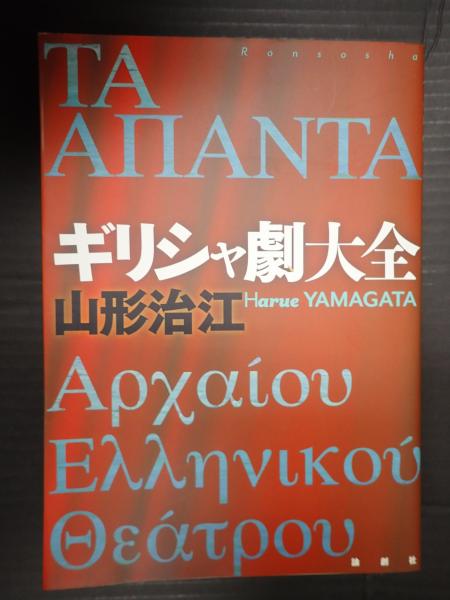 Ronsosha
ΤΑ
ΑΠΑΝΤΑ
ギリシャ劇大全
山形治江 Harue YAMAGATA
Αρχαίου
Ελληνικού
Θεάτρου
論創社